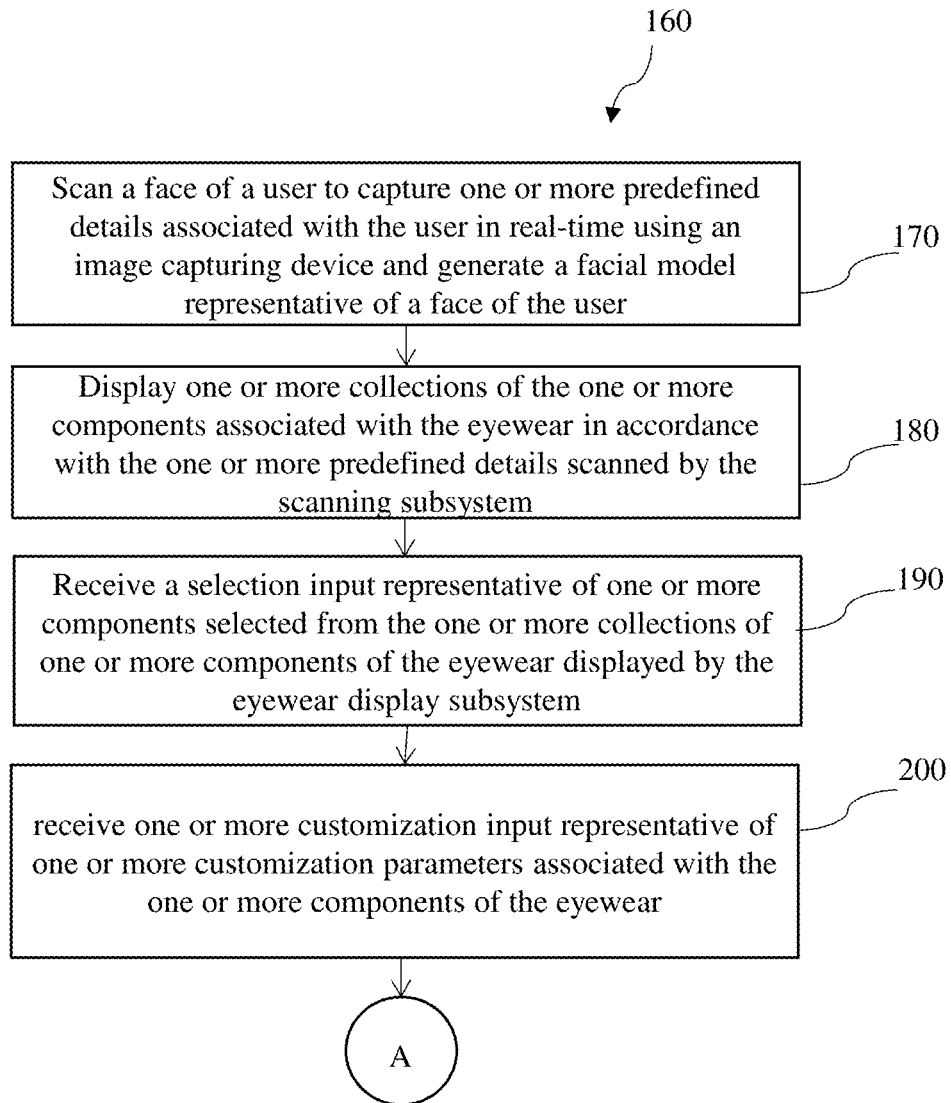 160
Scan a face of a user to capture one or more predefined
details associated with the user in real-time using an
image capturing device and generate a facial model
representative of a face of the user
170
Display one or more collections of the one or more
components associated with the eyewear in accordance
with the one or more predefined details scanned by the
scanning subsystem
180
Receive a selection input representative of one or more
components selected from the one or more collections of
one or more components of the eyewear displayed by the
eyewear display subsystem
190
receive one or more customization input representative of
one or more customization parameters associated with the
one or more components of the eyewear
200
A